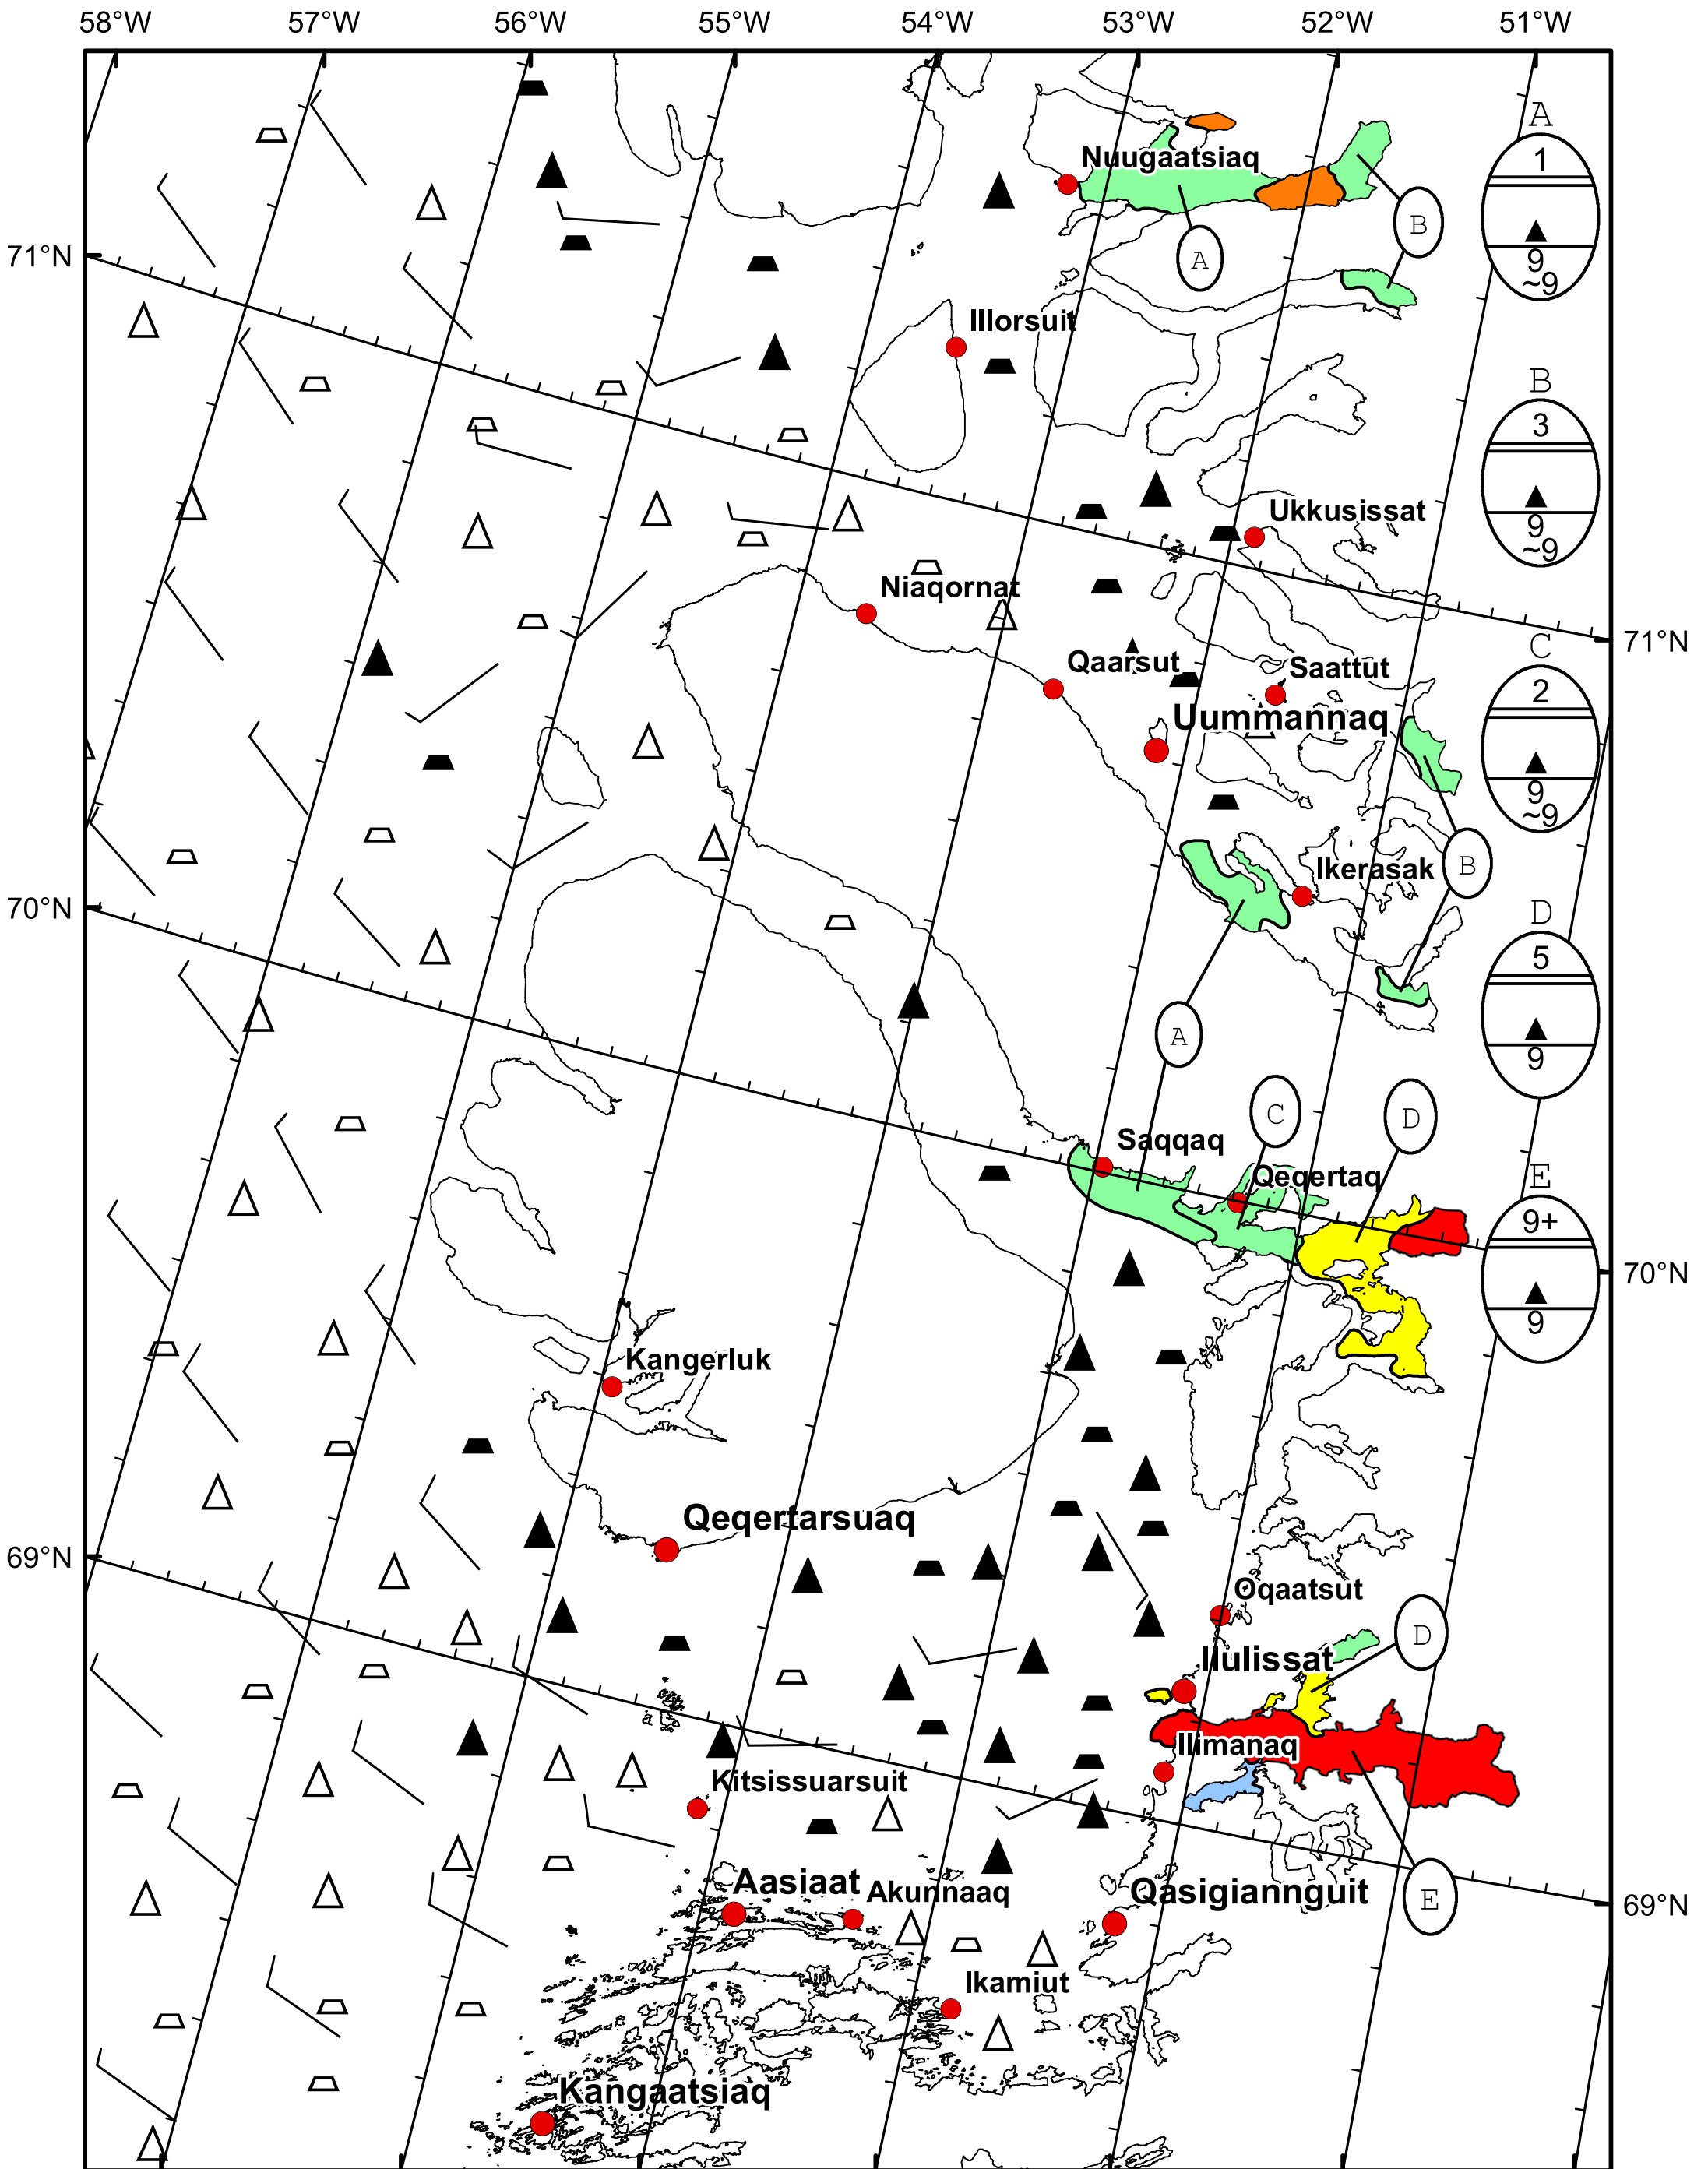 58°W 57°W 56°W 55°W 54°W 53°W 52°W 51°W
A
1
9
~9
Nuugaatsiaq
B
A
71°N
Illorsuit
B
3
9
~9
Ukkusissat
Niaqornat
71°N
Qaarsut
Saattut
Uummannaq
C
2
9
~9
B
Ikerasak
70°N
D
5
9
A
C
D
Saqqaq
Qeqertaq
E
9+
9
70°N
Kangerluk
Qeqertarsuaq
69°N
Oqaatsut
D
Ilulissat
Ilimanaq
Kitsissuarsuit
Aasiaat
Akunnaaq
Qasigiannguit
E
69°N
Ikamiut
Kangaatsiaq